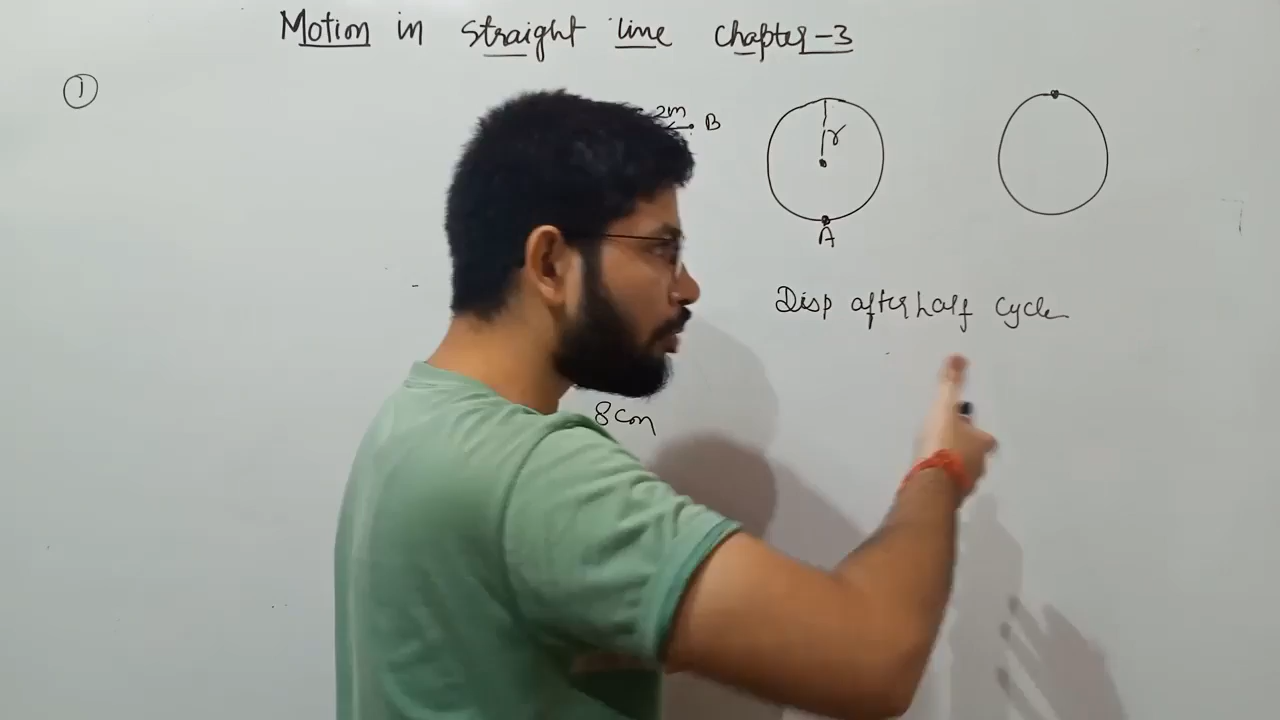 Motion in straight line chapter-3
①
2m
B
r
A
Disp after half cycle
8cm